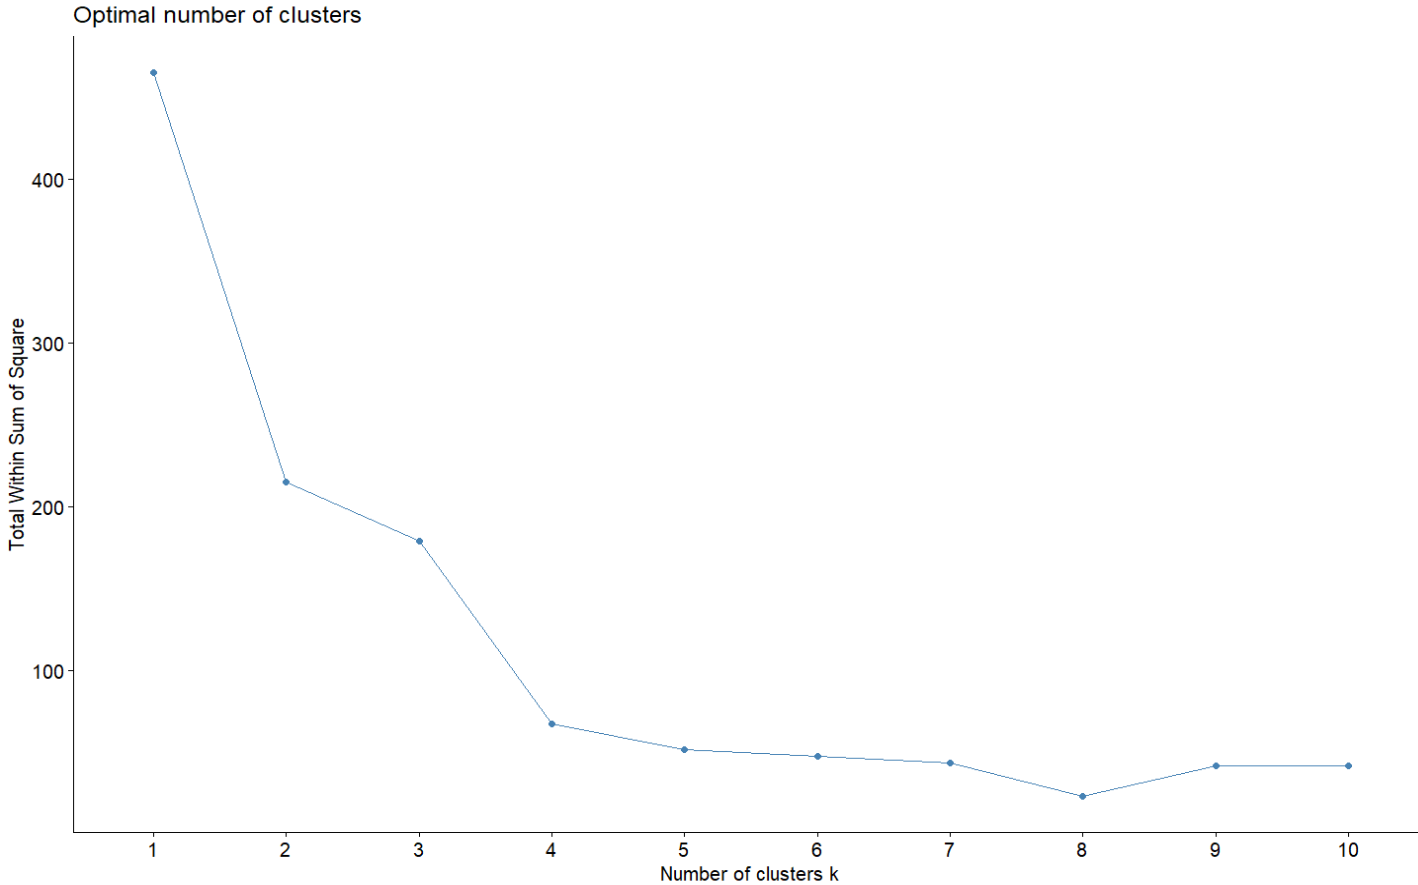 Optimal number of clusters
Total Within Sum of Square
400
300
200
100
1 2 3 4 5 6 7 8 9 10
Number of clusters k